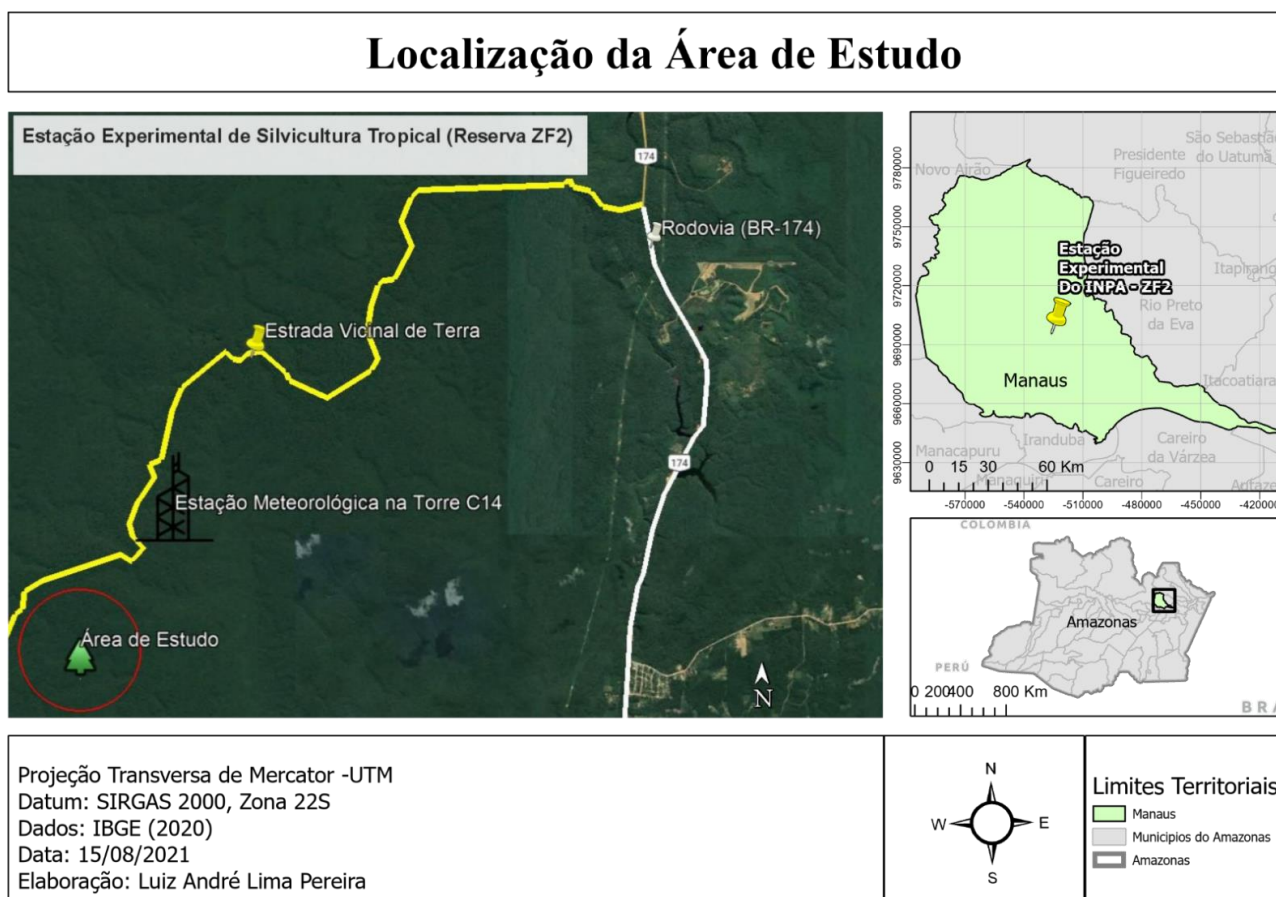 Localização da Área de Estudo
Estação Experimental de Silvicultura Tropical (Reserva ZF2)
174
Rodovia (BR-174)
Estrada Vicinal de Terra
174
Estação Meteorológica na Torre C14
Área de Estudo
N
São Sebastião
do Uatumã
Presidente
Figueiredo
Novo Airão
Estação
Experimental
Do INPA - ZF2
Itapiranga
Rio Preto
da Eva
Manaus
Itacoatiara
Manacapuru
Iranduba
Careiro
da Várzea
Careiro
9780000
9750000
9720000
9690000
9660000
9630000
0 15 30 60 Km
-570000 -540000 -510000 -480000 -420000
COLOMBIA
Amazonas
PERÚ
0 200400 800 Km
BRA
Projeção Transversa de Mercator -UTM
Datum: SIRGAS 2000, Zona 22S
Dados: IBGE (2020)
Data: 15/08/2021
Elaboração: Luiz André Lima Pereira
N
W
E
S
Limites Territoriais
Manaus
Municipios do Amazonas
Amazonas